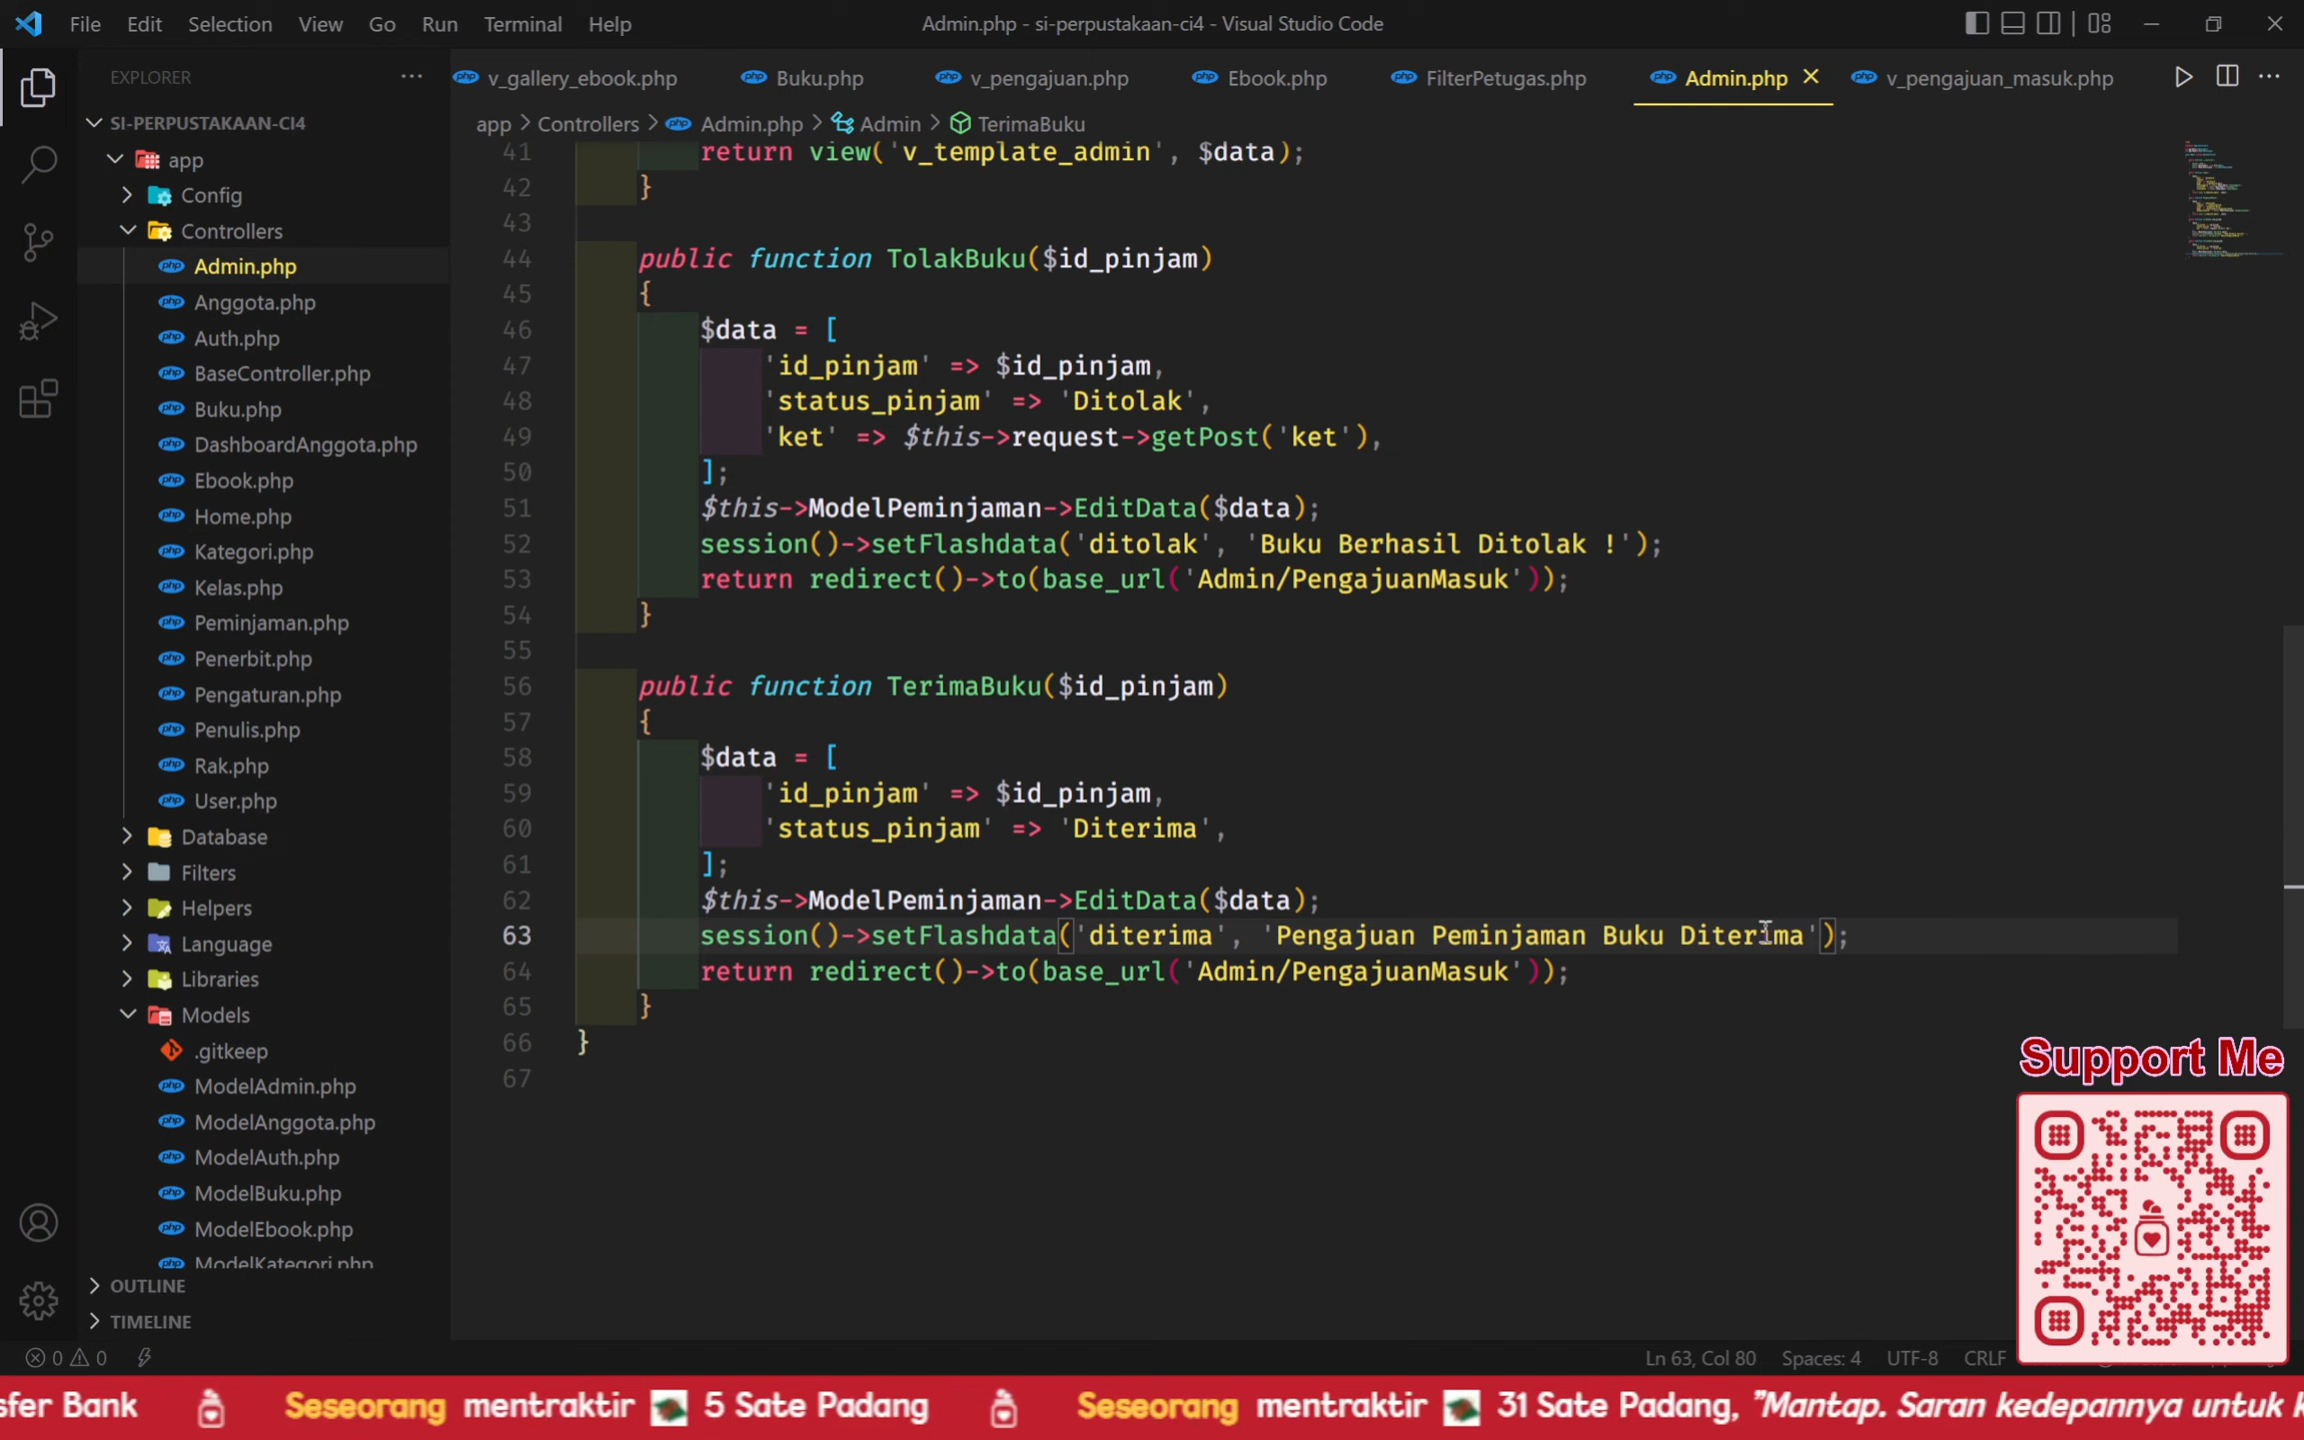 File Edit Selection View Go Run Terminal Help
Admin.php - si-perpustakaan-ci4 - Visual Studio Code
EXPLORER
v_gallery_ebook.php Buku.php v_pengajuan.php Ebook.php FilterPetugas.php Admin.php v_pengajuan_masuk.php
app > Controllers > Admin.php > Admin > TerimaBuku
SI-PERPUSTAKAAN-CI4
app
Config
Controllers
Admin.php
Anggota.php
Auth.php
BaseController.php
Buku.php
DashboardAnggota.php
Ebook.php
Home.php
Kategori.php
Kelas.php
Peminjaman.php
Penerbit.php
Pengaturan.php
Penulis.php
Rak.php
User.php
Database
Filters
Helpers
Language
Libraries
Models
.gitkeep
ModelAdmin.php
ModelAnggota.php
ModelAuth.php
ModelBuku.php
ModelEbook.php
ModelKategori.php
OUTLINE
TIMELINE
41 return view('v_template_admin', $data);
42 }
43
44 public function TolakBuku($id_pinjam)
45 {
46 $data = [
47 'id_pinjam' => $id_pinjam,
48 'status_pinjam' => 'Ditolak',
49 'ket' => $this->request->getPost('ket'),
50 ];
51 $this->ModelPeminjaman->EditData($data);
52 session()->setFlashdata('ditolak', 'Buku Berhasil Ditolak !');
53 return redirect()->to(base_url('Admin/PengajuanMasuk'));
54 }
55
56 public function TerimaBuku($id_pinjam)
57 {
58 $data = [
59 'id_pinjam' => $id_pinjam,
60 'status_pinjam' => 'Diterima',
61 ];
62 $this->ModelPeminjaman->EditData($data);
63 session()->setFlashdata('diterima', 'Pengajuan Peminjaman Buku Diterima');
64 return redirect()->to(base_url('Admin/PengajuanMasuk'));
65 }
66 }
67
Support Me
0 0
Ln 63, Col 80 Spaces: 4 UTF-8 CRLF
sfer Bank Seseorang mentraktir 5 Sate Padang Seseorang mentraktir 31 Sate Padang, "Mantap. Saran kedepannya untuk k